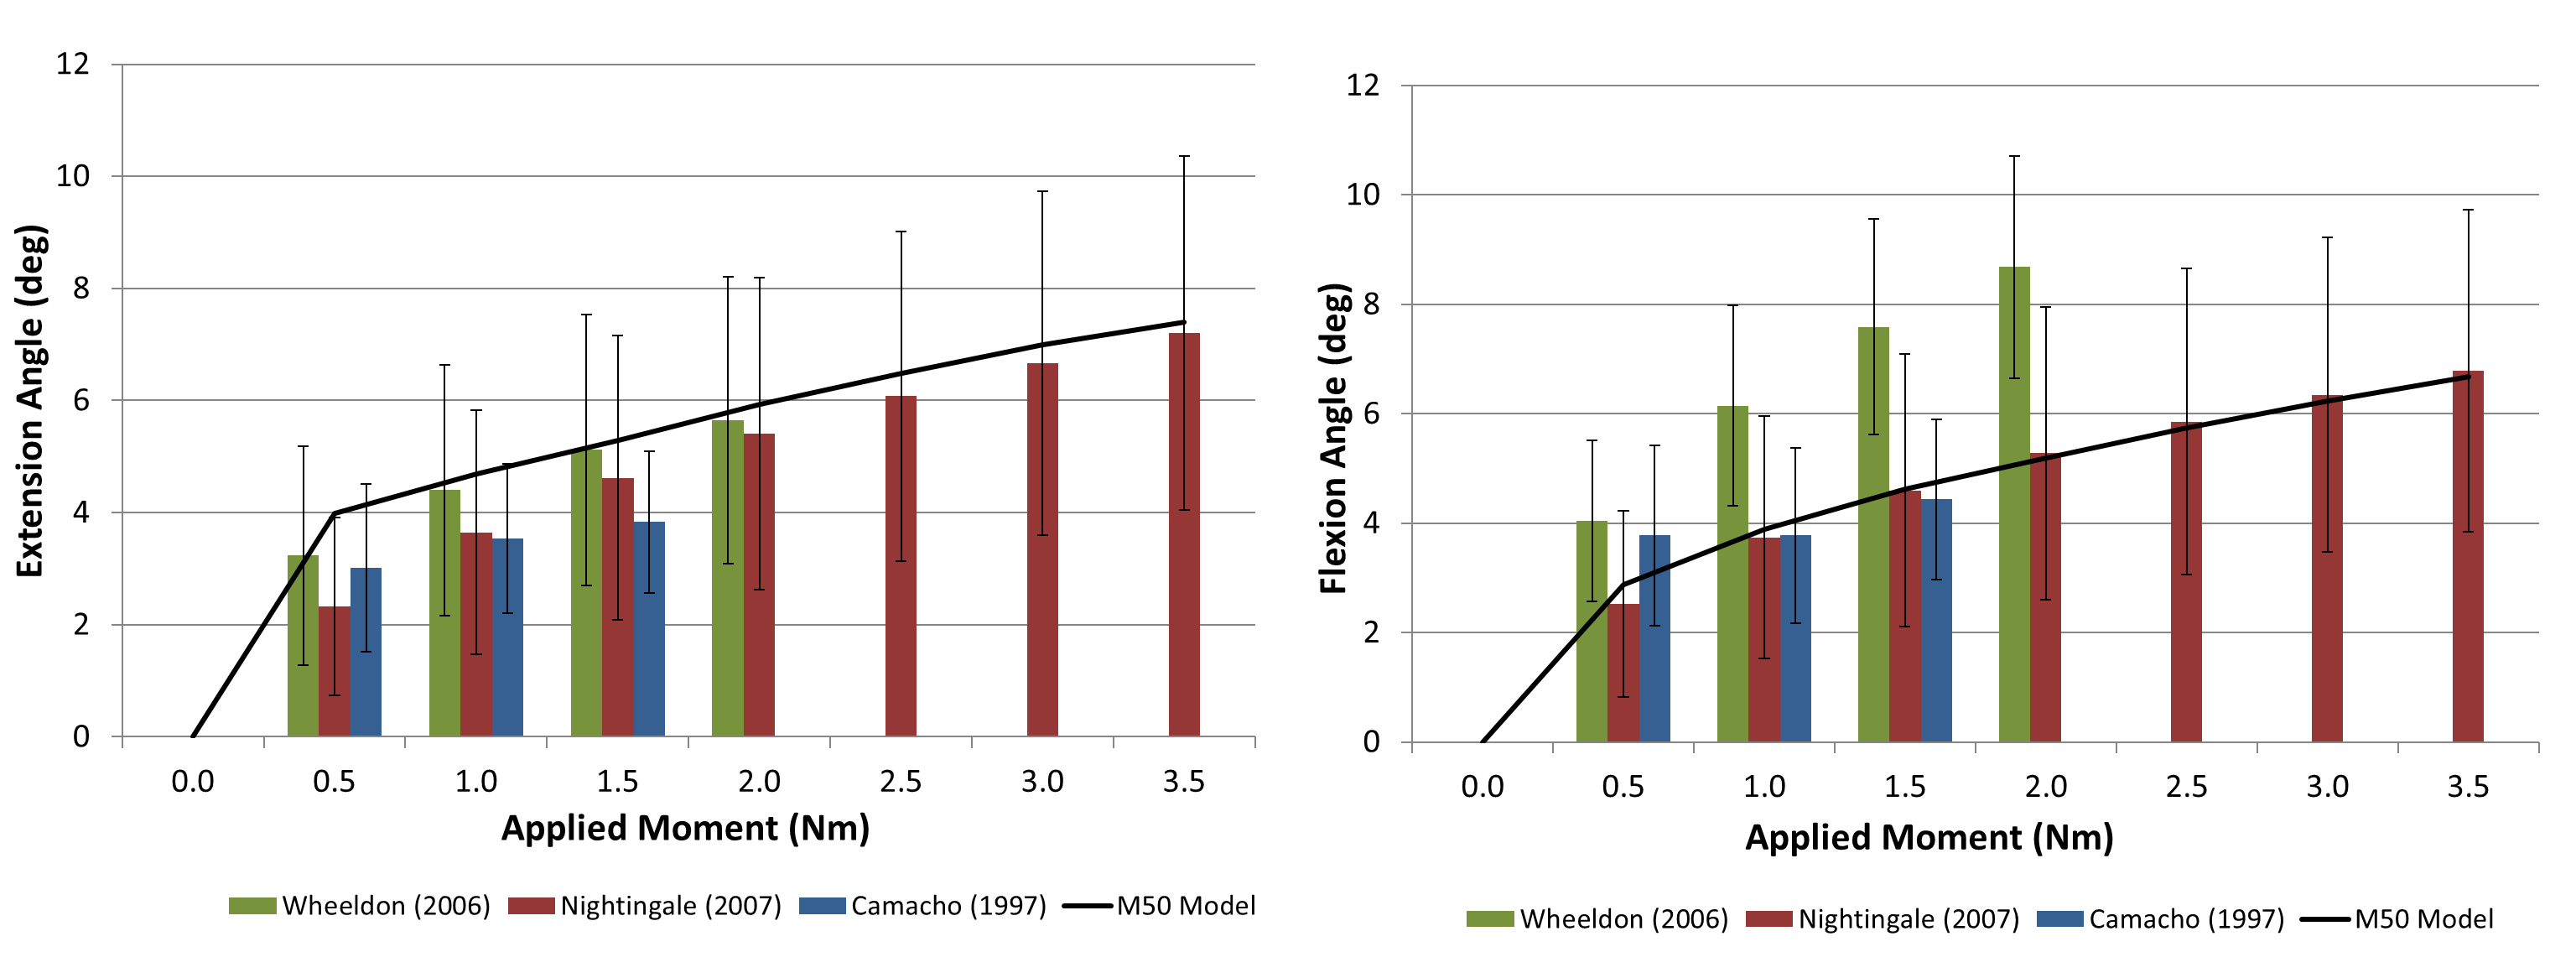 12
10
8
6
4
2
0
Extension Angle (deg)
0.0 0.5 1.0 1.5 2.0 2.5 3.0 3.5
Applied Moment (Nm)
Wheeldon (2006) Nightingale (2007) Camacho (1997) M50 Model
12
10
8
6
4
2
0
Flexion Angle (deg)
0.0 0.5 1.0 1.5 2.0 2.5 3.0 3.5
Applied Moment (Nm)
Wheeldon (2006) Nightingale (2007) Camacho (1997) M50 Model